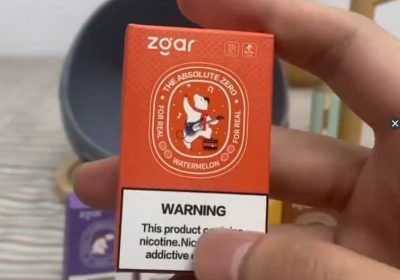 zgar
THE ABSOLUTE ZERO
FOR REAL
FOR REAL
WATERMELON
WARNING
This product
nicotine.Nic
addictive
zgar